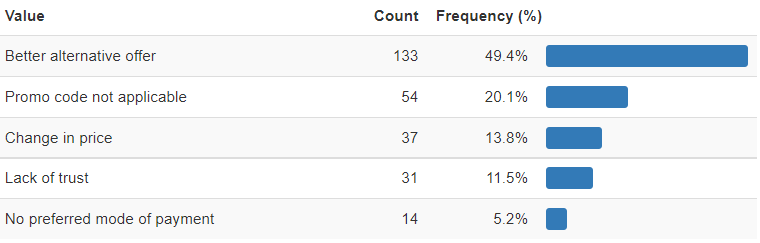 Value Count Frequency (%)
Better alternative offer 133 49.4%
Promo code not applicable 54 20.1%
Change in price 37 13.8%
Lack of trust 31 11.5%
No preferred mode of payment 14 5.2%